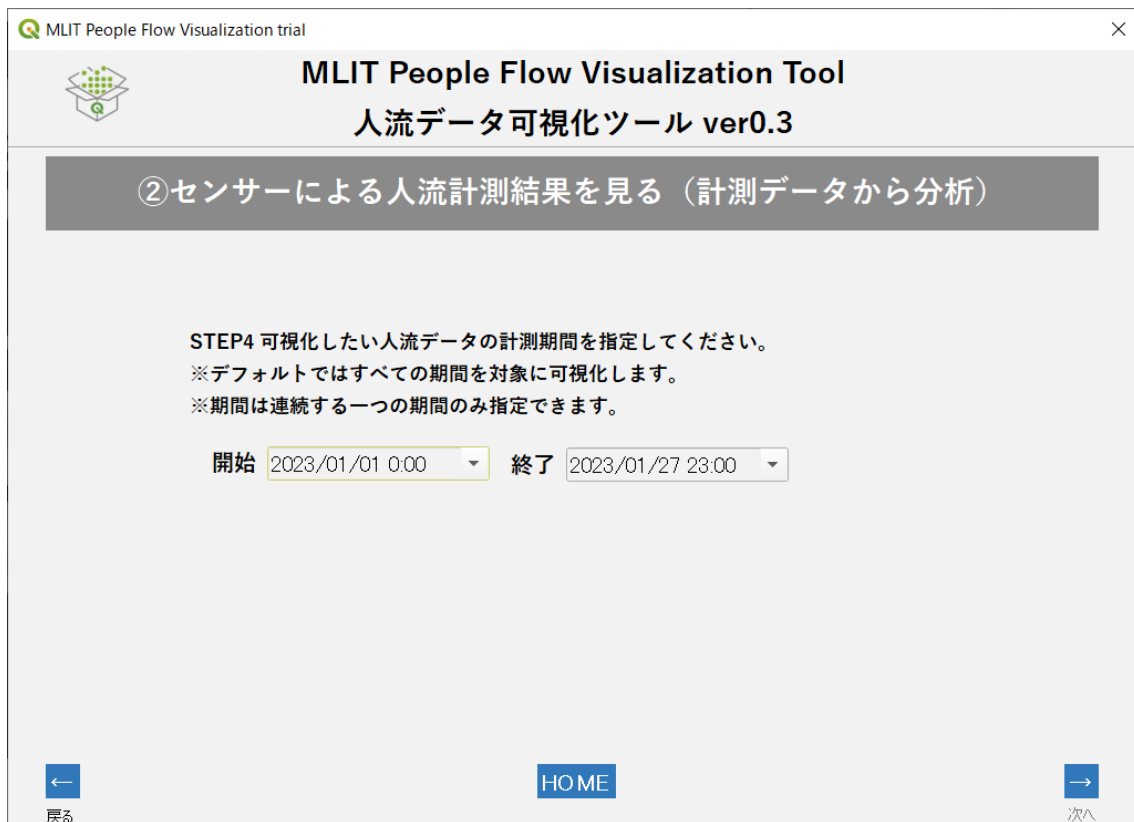 MLIT People Flow Visualization trial
MLIT People Flow Visualization Tool
人流データ可視化ツール ver0.3
②センサーによる人流計測結果を見る（計測データから分析）
STEP4 可視化したい人流データの計測期間を指定してください。
※デフォルトではすべての期間を対象に可視化します。
※期間は連続する一つの期間のみ指定できます。
開始 2023/01/01 0:00 終了 2023/01/27 23:00
← HOME →
戻る 次へ